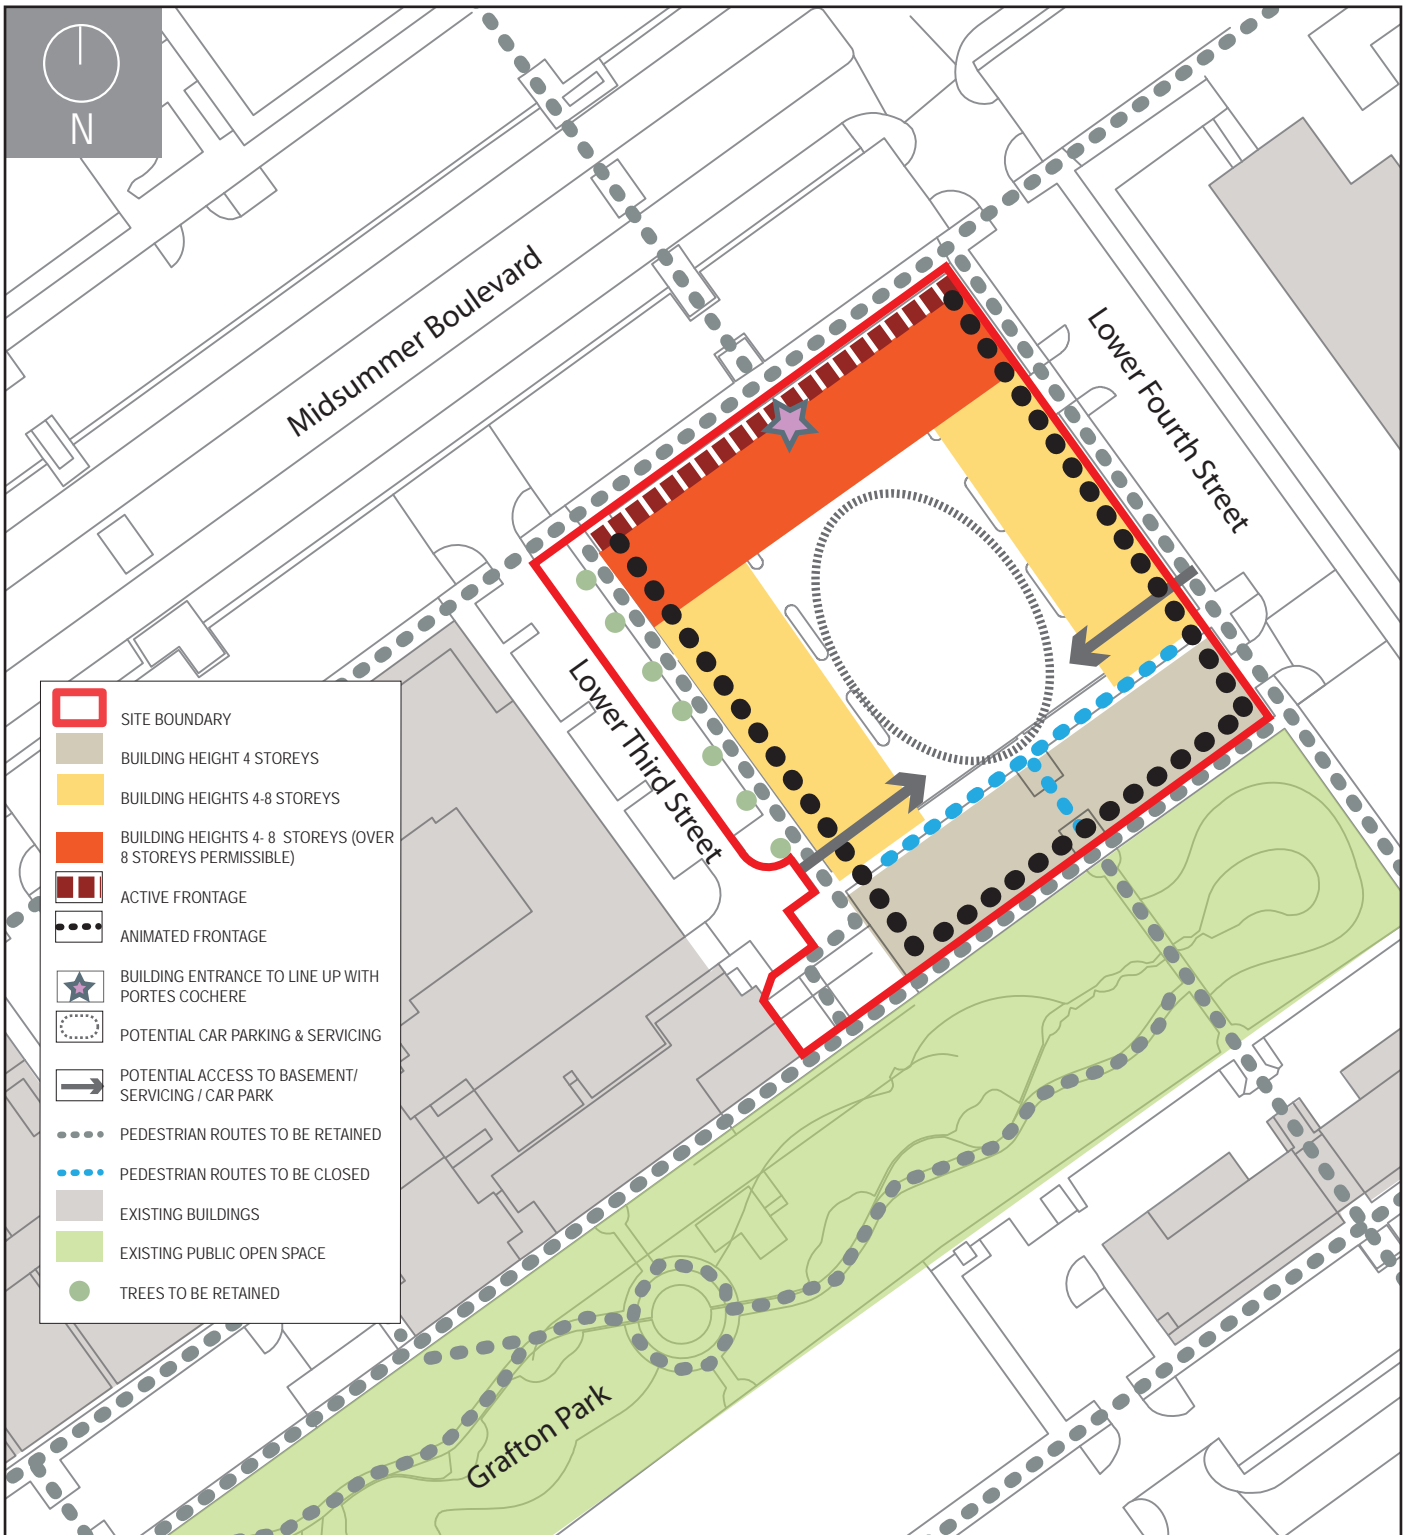 N
Midsummer Boulevard
Lower Fourth Street
Lower Third Street
SITE BOUNDARY
BUILDING HEIGHT 4 STOREYS
BUILDING HEIGHTS 4-8 STOREYS
BUILDING HEIGHTS 4- 8 STOREYS (OVER
8 STOREYS PERMISSIBLE)
ACTIVE FRONTAGE
ANIMATED FRONTAGE
BUILDING ENTRANCE TO LINE UP WITH
PORTES COCHERE
POTENTIAL CAR PARKING & SERVICING
POTENTIAL ACCESS TO BASEMENT/
SERVICING / CAR PARK
PEDESTRIAN ROUTES TO BE RETAINED
PEDESTRIAN ROUTES TO BE CLOSED
EXISTING BUILDINGS
EXISTING PUBLIC OPEN SPACE
TREES TO BE RETAINED
Grafton Park